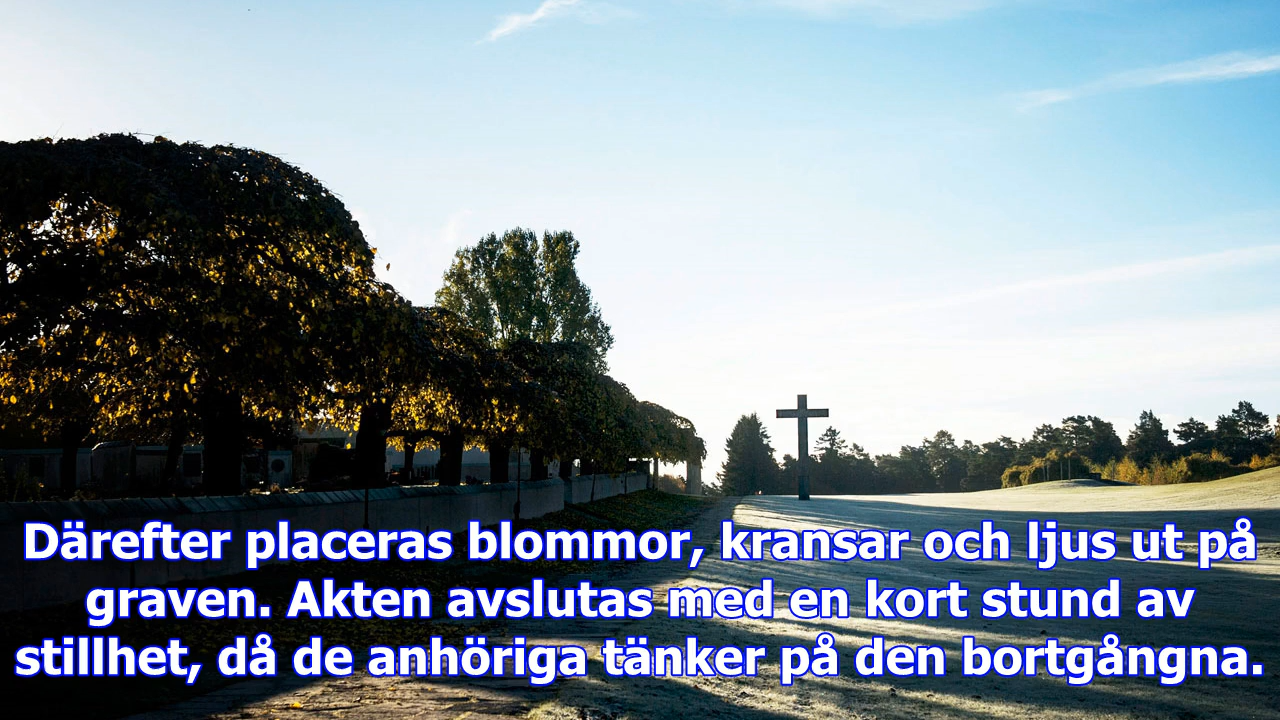 Därefter placeras blommor, kransar och ljus ut på
graven. Akten avslutas med en kort stund av
stillhet, då de anhöriga tänker på den bortgångna.